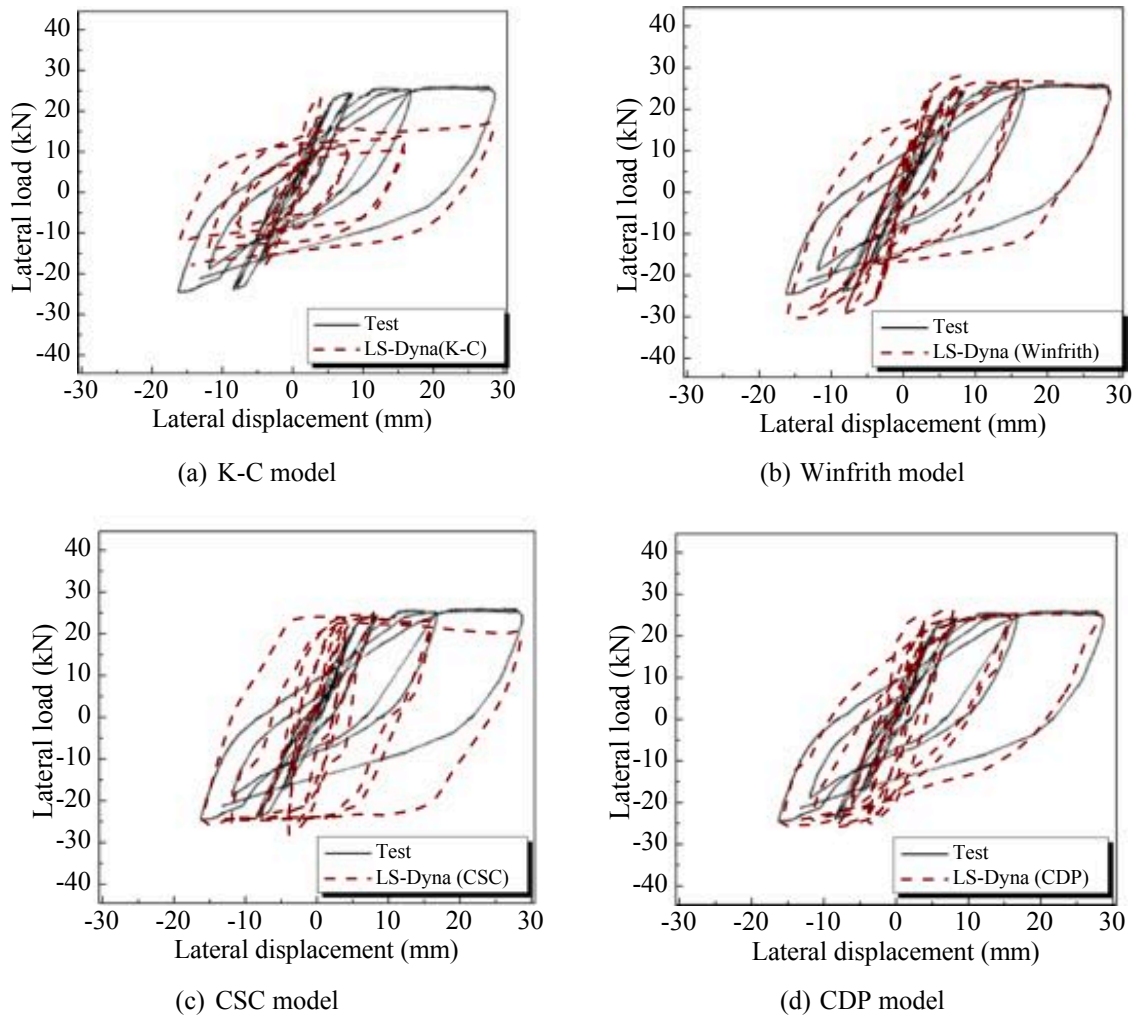 40
30
20
10
0
-10
-20
-30
-40
Lateral load (kN)
Test
LS-Dyna(K-C)
-30 -20 -10 0 10 20 30
Lateral displacement (mm)
(a) K-C model
40
30
20
10
0
-10
-20
-30
-40
Lateral load (kN)
Test
LS-Dyna (Winfrith)
-30 -20 -10 0 10 20 30
Lateral displacement (mm)
(b) Winfrith model
40
30
20
10
0
-10
-20
-30
-40
Lateral load (kN)
Test
LS-Dyna (CSC)
-30 -20 -10 0 10 20 30
Lateral displacement (mm)
(c) CSC model
40
30
20
10
0
-10
-20
-30
-40
Lateral load (kN)
Test
LS-Dyna (CDP)
-30 -20 -10 0 10 20 30
Lateral displacement (mm)
(d) CDP model